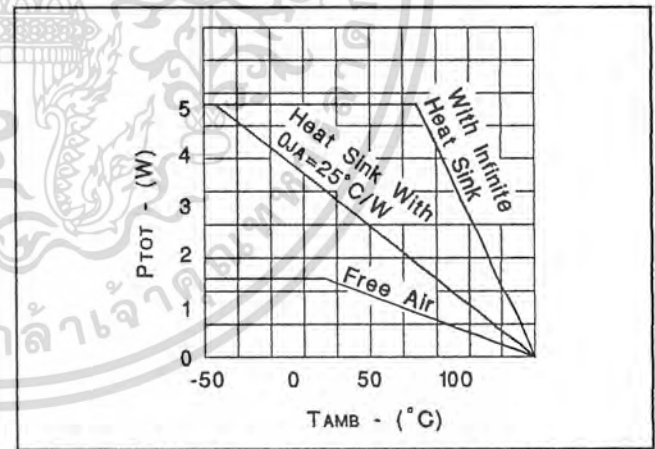 5
4
3
2
1
0
PTOT - (W)
-50
0
50
100
TAMB - (°C)
Heat Sink With
θJA=25°C/W
With Infinite
Heat Sink
Free Air